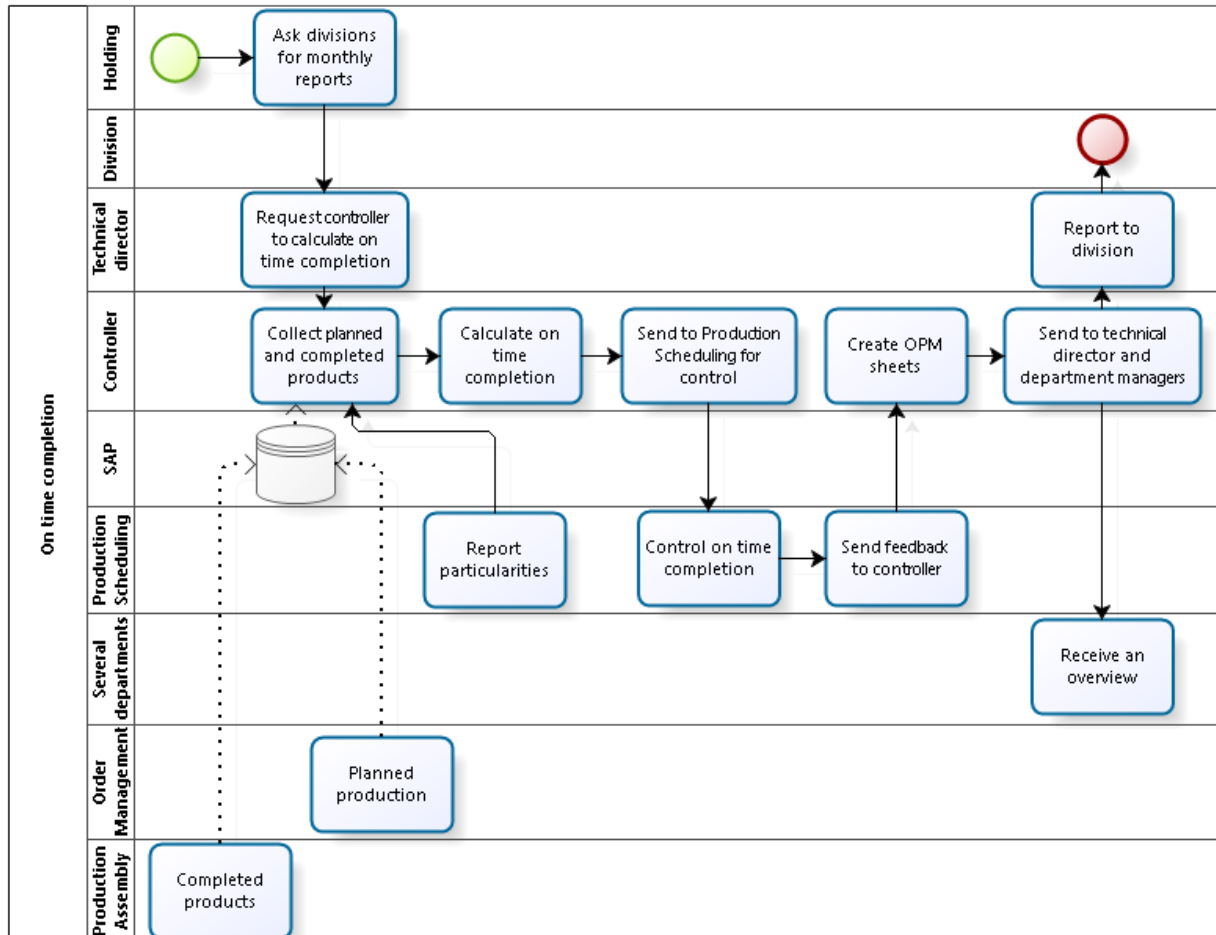 On time completion
Holding
Ask divisions
for monthly
reports
Division
Technical
director
Request controller
to calculate on
time completion
Report to
division
Controller
Collect planned
and completed
products
Calculate on
time
completion
Send to Production
Scheduling for
control
Create OPM
sheets
Send to technical
director and
department managers
SAP
Production
Scheduling
Report
particularities
Control on time
completion
Send feedback
to controller
Several
departments
Receive an
overview
Order
Management
Planned
production
Production
Assembly
Completed
products